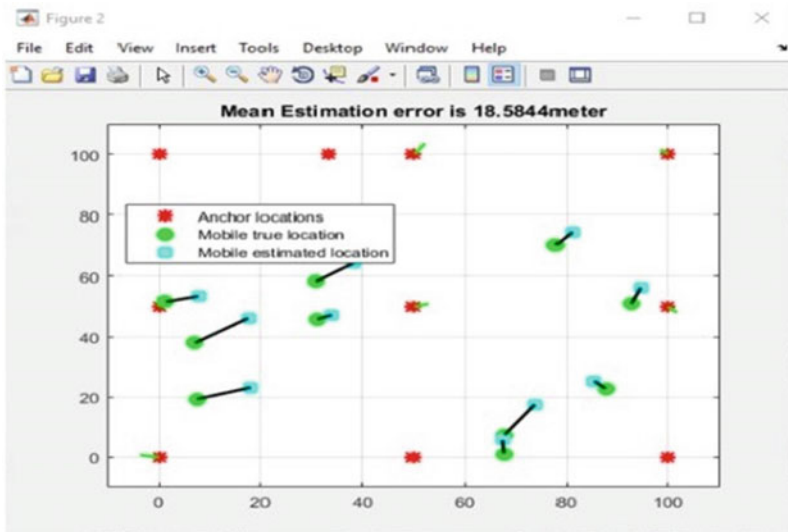 Figure 2
File Edit View Insert Tools Desktop Window Help
Mean Estimation error is 18.5844meter
100
80
60
40
20
0
Anchor locations
Mobile true location
Mobile estimated location
0 20 40 60 80 100